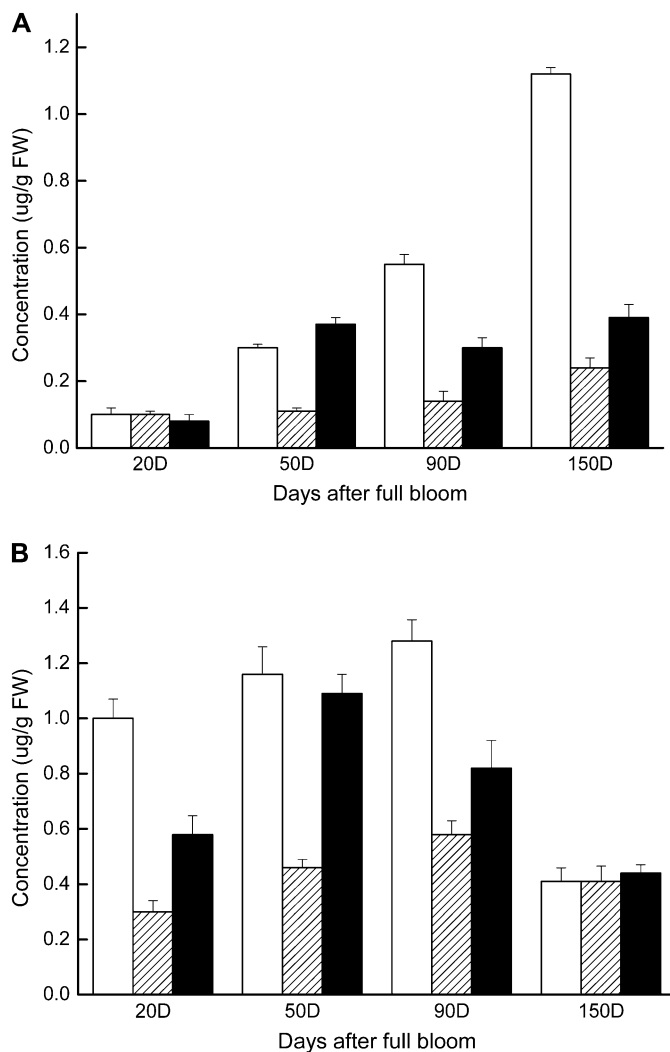 A
1.2
1.0
0.8
0.6
0.4
0.2
0.0
Concentration (ug/g FW)
20D 50D 90D 150D
Days after full bloom
B
1.6
1.4
1.2
1.0
0.8
0.6
0.4
0.2
0.0
Concentration (ug/g FW)
20D 50D 90D 150D
Days after full bloom